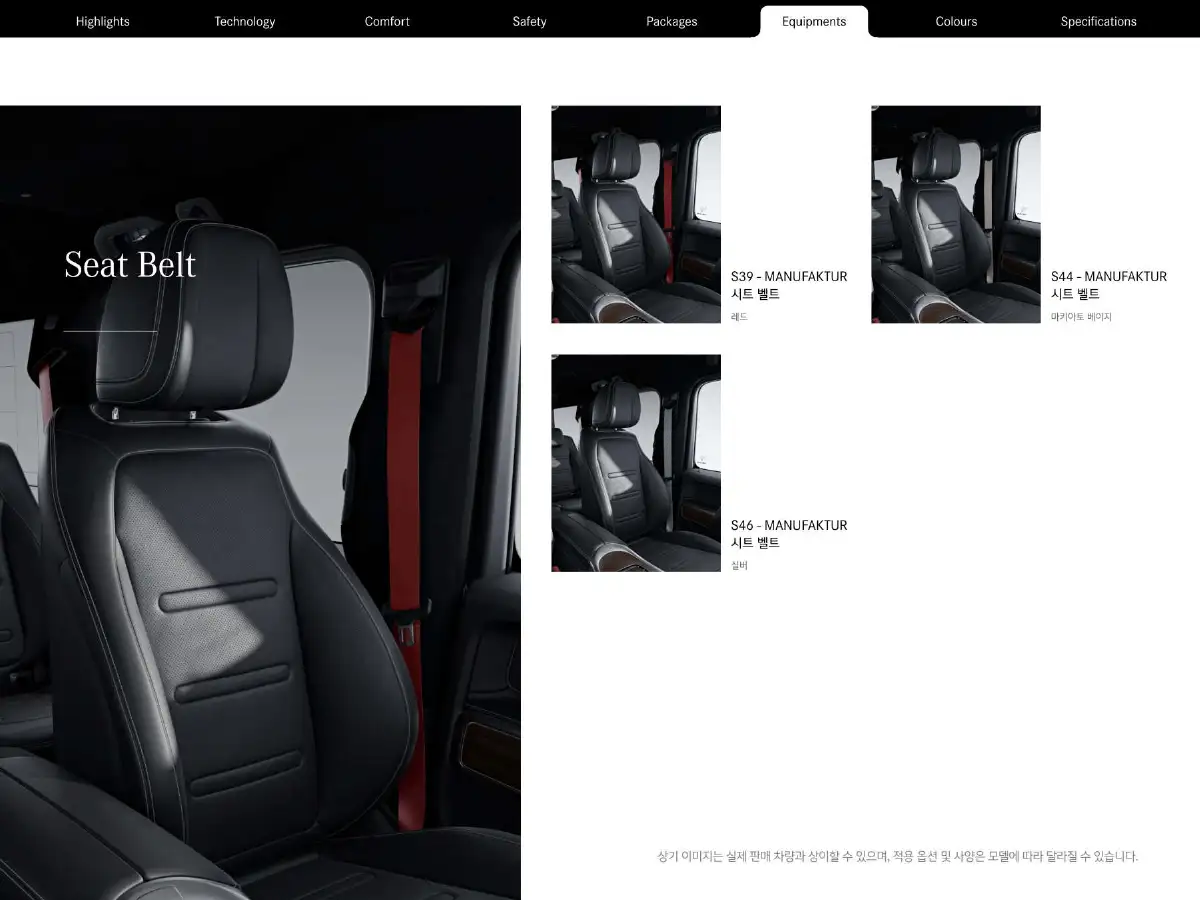 Highlights
Technology
Comfort
Safety
Packages
Equipments
Colours
Specifications
Seat Belt
S39 - MANUFAKTUR
시트 벨트
레드
S44 - MANUFAKTUR
시트 벨트
마키아토 베이지
S46 - MANUFAKTUR
시트 벨트
실버
상기 이미지는 실제 판매 차량과 상이할 수 있으며, 적용 옵션 및 사양은 모델에 따라 달라질 수 있습니다.